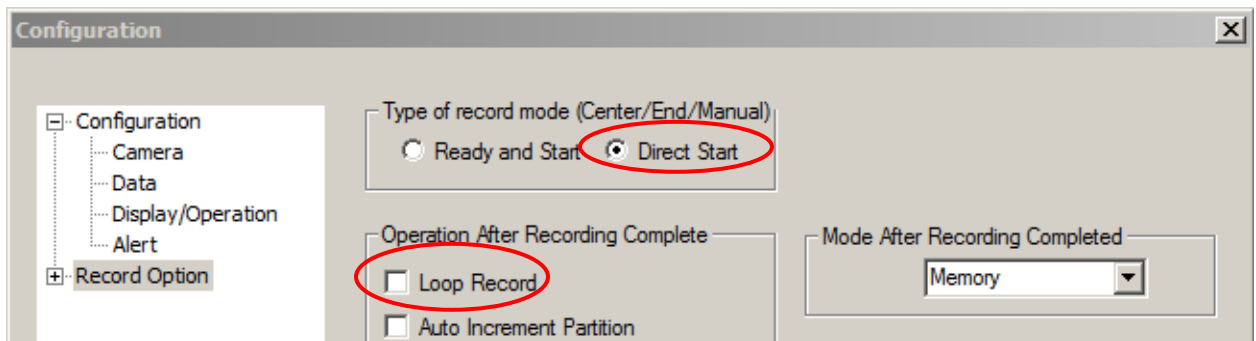 Configuration
Configuration
Camera
Data
Display/Operation
Alert
Record Option
Type of record mode (Center/End/Manual)
Ready and Start Direct Start
Operation After Recording Complete
Loop Record
Auto Increment Partition
Mode After Recording Completed
Memory